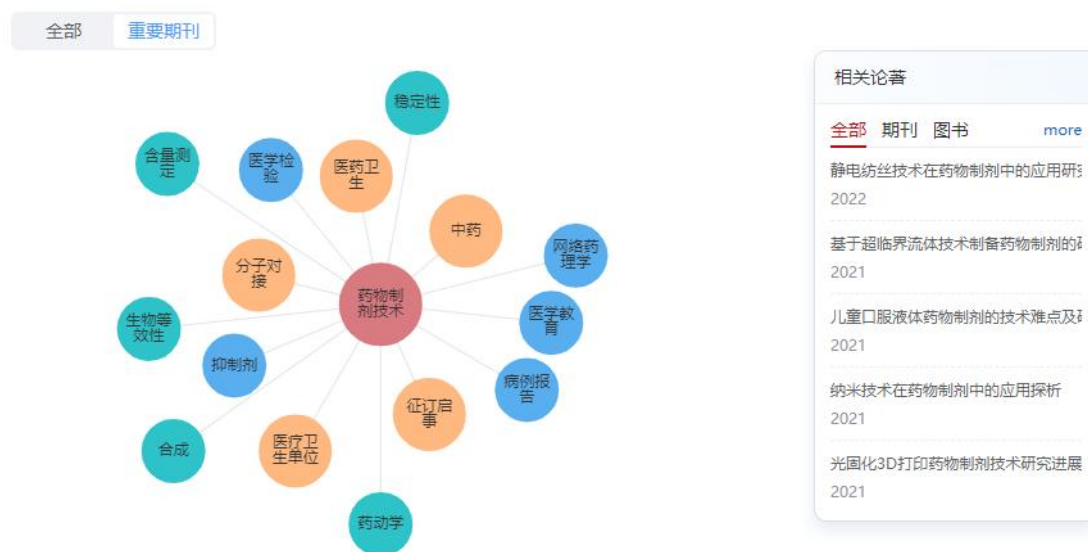 全部 重要期刊
稳定性
含量测
定
医学检
验
医药卫
生
中药
网络药
理学
分子对
接
药物制
剂技术
生物等
效性
医学教
育
抑制剂
病例报
告
征订启
事
合成
医疗卫
生单位
药动学
相关论著
全部 期刊 图书 more
静电纺丝技术在药物制剂中的应用研
2022
基于超临界流体技术制备药物制剂的
2021
儿童口服液体药物制剂的技术难点及
2021
纳米技术在药物制剂中的应用探析
2021
光固化3D打印药物制剂技术研究进展
2021